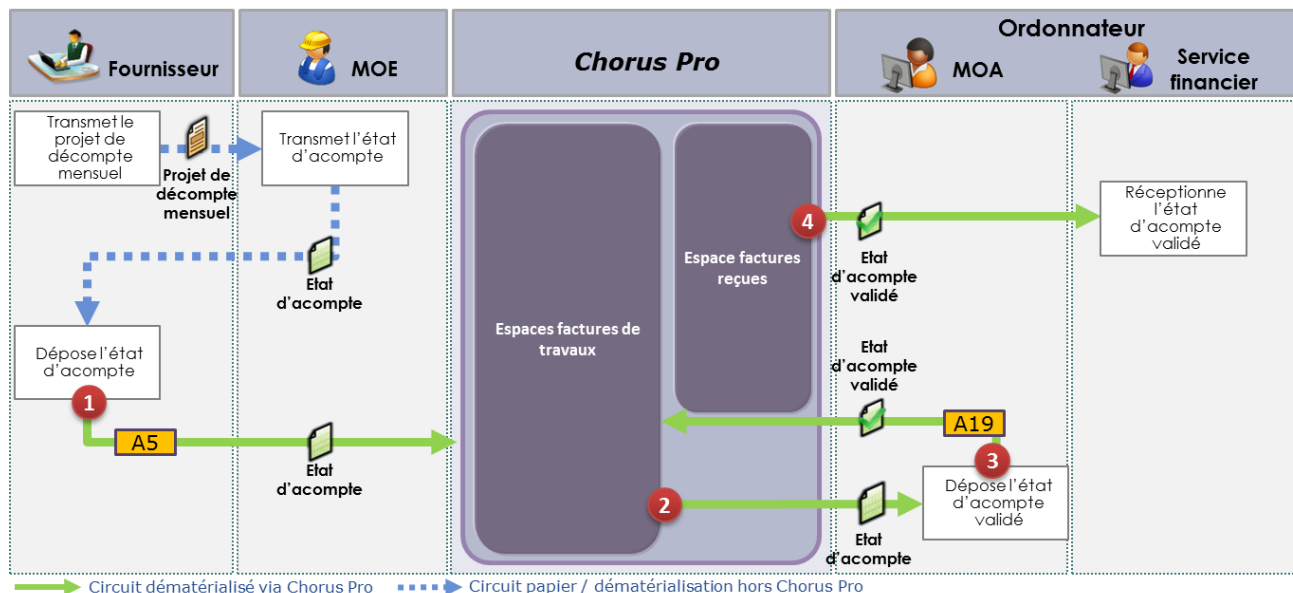 Fournisseur
MOE
Chorus Pro
Ordonnateur
MOA
Service
financier
Transmet le
projet de
décompte
mensuel
Projet de
décompte
mensuel
Transmet l'état
d'acompte
Etat
d'acompte
Dépose l'état
d'acompte
1
A5
Etat
d'acompte
Espaces factures de
travaux
Espace factures
reçues
4
Etat
d'acompte
validé
Réceptionne
l'état
d'acompte
validé
Etat
d'acompte
validé
A19
3
Dépose l'état
d'acompte
validé
2
Etat
d'acompte
Circuit dématérialisé via Chorus Pro
Circuit papier / dématérialisation hors Chorus Pro